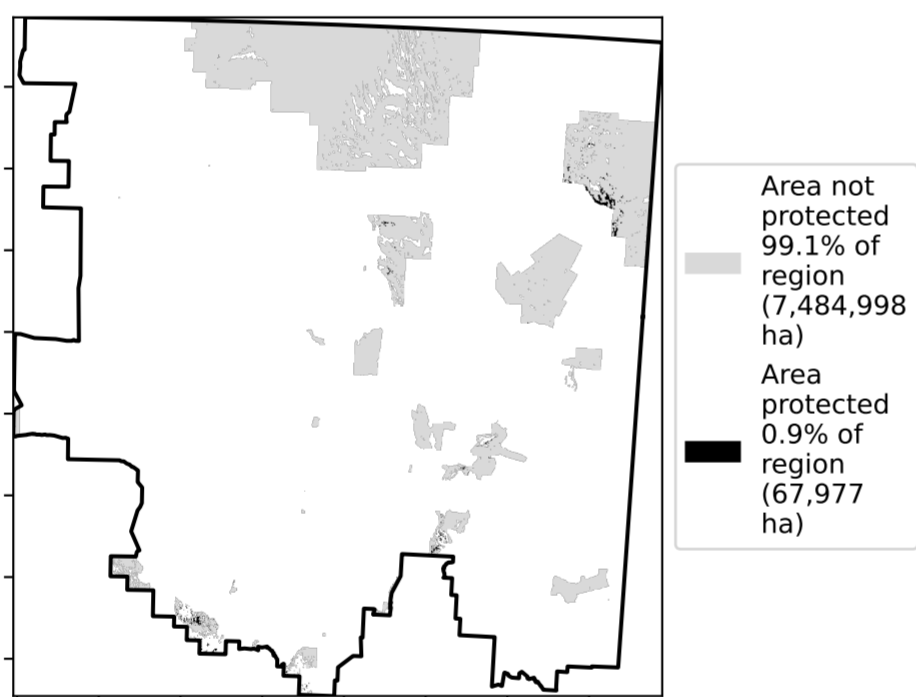 Area not
protected
99.1% of
region
(7,484,998
ha)
Area
protected
0.9% of
region
(67,977
ha)